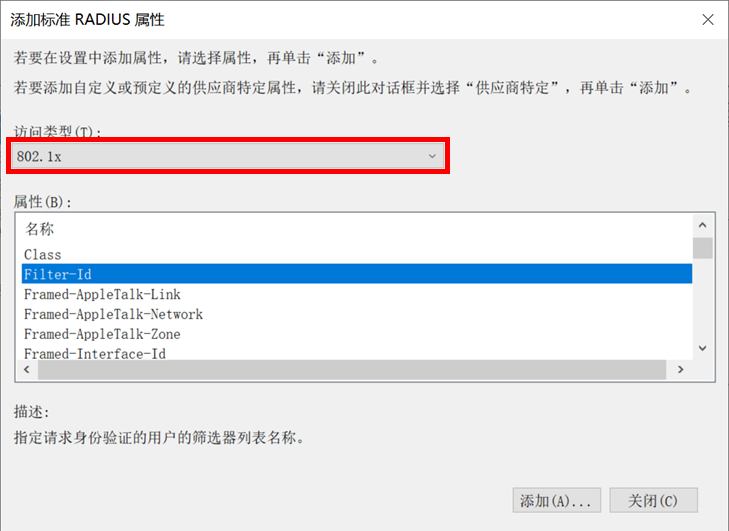 添加标准 RADIUS 属性
若要在设置中添加属性，请选择属性，再单击“添加”。
若要添加自定义或预定义的供应商特定属性，请关闭此对话框并选择“供应商特定”，再单击“添加”。
访问类型(T):
802.1x
属性(B):
名称
Class
Filter-Id
Framed-AppleTalk-Link
Framed-AppleTalk-Network
Framed-AppleTalk-Zone
Framed-Interface-Id
描述:
指定请求身份验证的用户的筛选器列表名称。
添加(A)...
关闭(C)